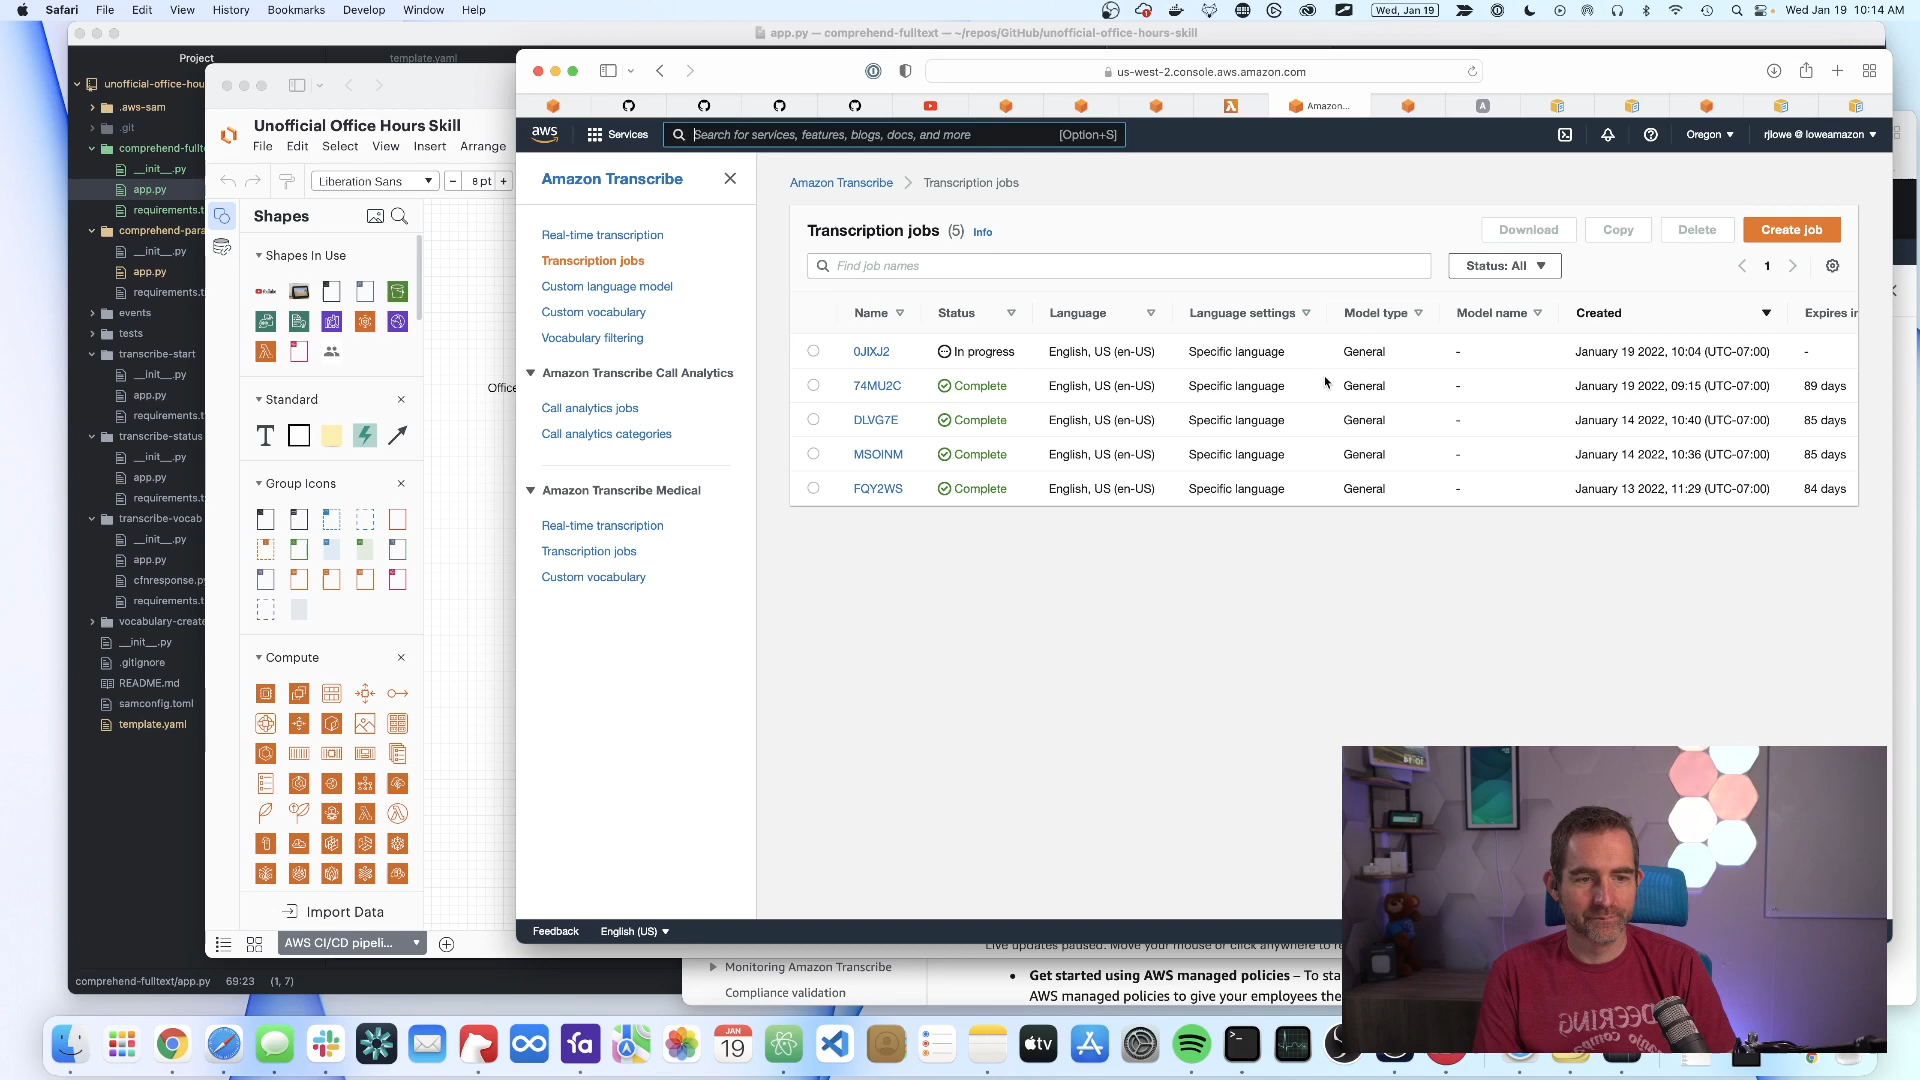 Safari File Edit View History Bookmarks Develop Window Help
Wed, Jan 19
Wed Jan 19 10:14 AM
app.py — comprehend-fulltext — ~/repos/GitHub/unofficial-office-hours-skill
Project
template.yaml
unofficial-office-hou
.aws-sam
.git
comprehend-fullt
__init__.py
app.py
requirements.t
comprehend-para
__init__.py
app.py
requirements.t
events
tests
transcribe-start
__init__.py
app.py
requirements.t
transcribe-status
__init__.py
app.py
requirements.t
transcribe-vocab
__init__.py
app.py
cfnresponse.py
requirements.t
vocabulary-create
__init__.py
.gitignore
README.md
samconfig.toml
template.yaml
comprehend-fulltext/app.py 69:23 (1, 7)
Unofficial Office Hours Skill
File Edit Select View Insert Arrange
Liberation Sans
− 8 pt +
Shapes
Shapes In Use
Standard
T
Group Icons
Compute
Import Data
AWS CI/CD pipeli...
Office
us-west-2.console.aws.amazon.com
Amazon...
aws
Services
Search for services, features, blogs, docs, and more
[Option+S]
Oregon
rjlowe @ loweamazon
Amazon Transcribe
Real-time transcription
Transcription jobs
Custom language model
Custom vocabulary
Vocabulary filtering
Amazon Transcribe Call Analytics
Call analytics jobs
Call analytics categories
Amazon Transcribe Medical
Real-time transcription
Transcription jobs
Custom vocabulary
Amazon Transcribe Transcription jobs
Transcription jobs (5) Info
Download Copy Delete Create job
Find job names
Status: All
1
Name Status Language Language settings Model type Model name Created Expires in
0JIXJ2 In progress English, US (en-US) Specific language General - January 19 2022, 10:04 (UTC-07:00) -
74MU2C Complete English, US (en-US) Specific language General - January 19 2022, 09:15 (UTC-07:00) 89 days
DLVG7E Complete English, US (en-US) Specific language General - January 14 2022, 10:40 (UTC-07:00) 85 days
MSOINM Complete English, US (en-US) Specific language General - January 14 2022, 10:36 (UTC-07:00) 85 days
FQY2WS Complete English, US (en-US) Specific language General - January 13 2022, 11:29 (UTC-07:00) 84 days
Feedback English (US)
Live updates paused. Move your mouse or click anywhere to re
Monitoring Amazon Transcribe
Compliance validation
Get started using AWS managed policies – To sta
AWS managed policies to give your employees the
JAN
19
tv